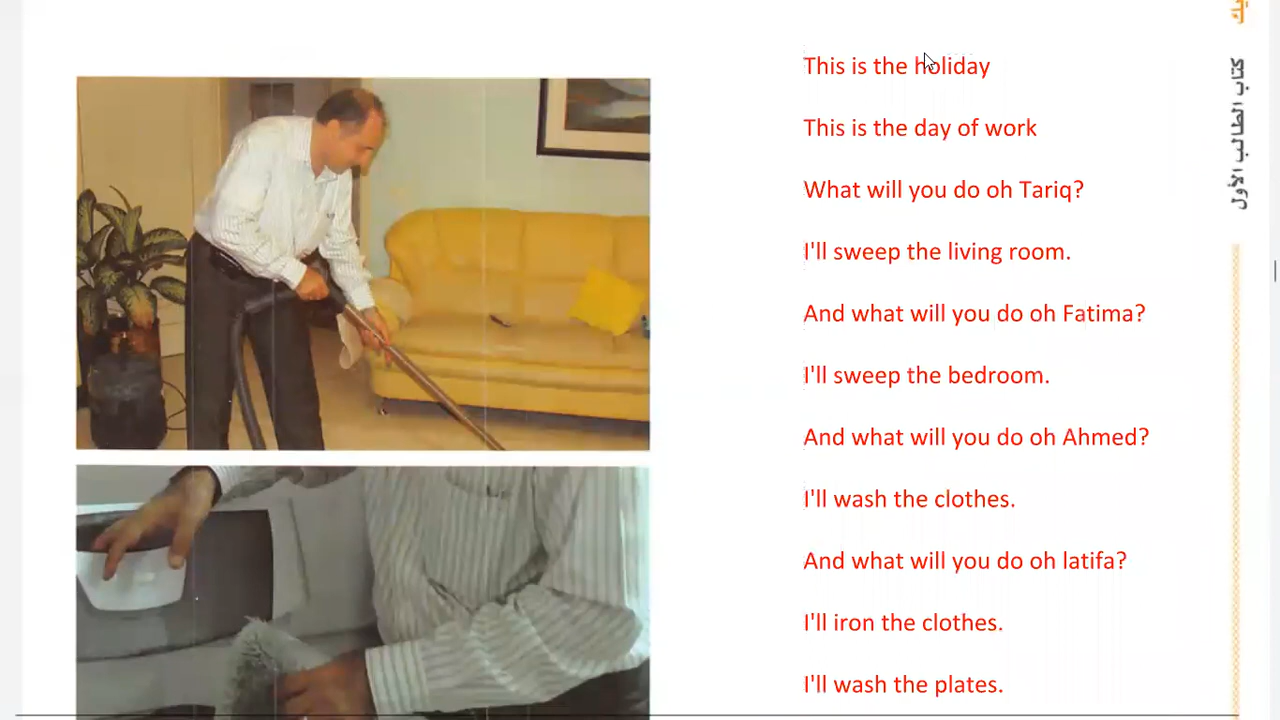 This is the holiday
This is the day of work
What will you do oh Tariq?
I'll sweep the living room.
And what will you do oh Fatima?
I'll sweep the bedroom.
And what will you do oh Ahmed?
I'll wash the clothes.
And what will you do oh latifa?
I'll iron the clothes.
I'll wash the plates.
كتاب الطالب الأول